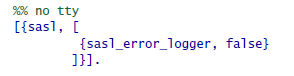 %% no tty
[{sasl, [
{sasl_error_logger, false}
]}].